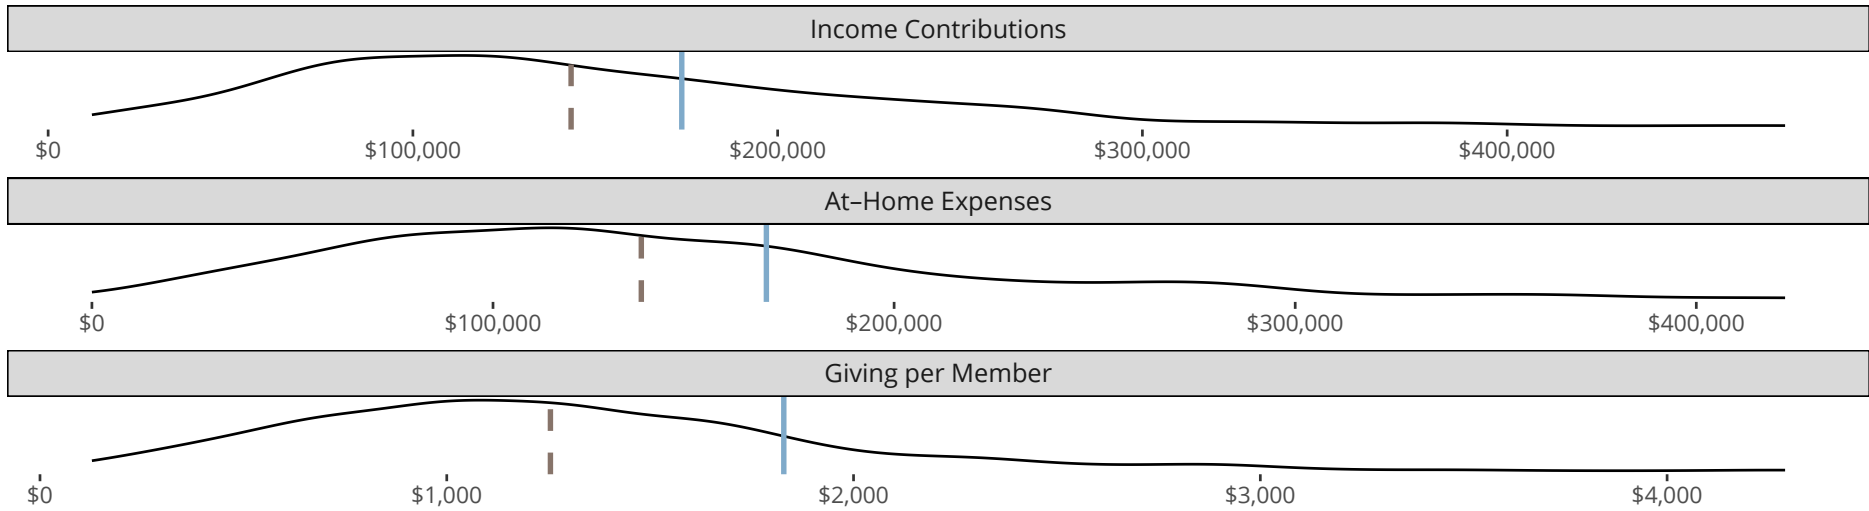 Income Contributions
$0 $100,000 $200,000 $300,000 $400,000
At–Home Expenses
$0 $100,000 $200,000 $300,000 $400,000
Giving per Member
$0 $1,000 $2,000 $3,000 $4,000